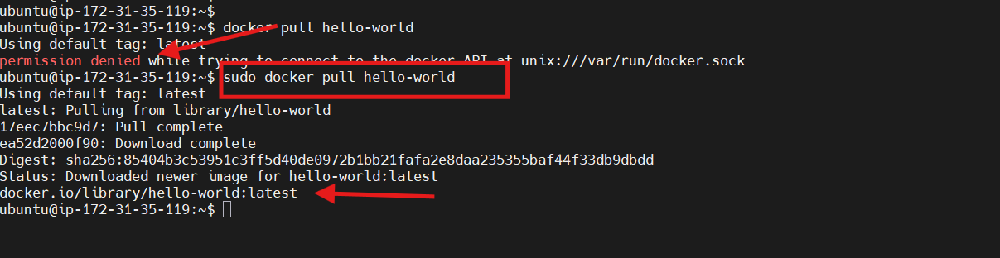 ubuntu@ip-172-31-35-119:~$
ubuntu@ip-172-31-35-119:~$ docker pull hello-world
Using default tag: latest
permission denied while trying to connect to the docker API at unix:///var/run/docker.sock
ubuntu@ip-172-31-35-119:~$ sudo docker pull hello-world
Using default tag: latest
latest: Pulling from library/hello-world
17eec7bbc9d7: Pull complete
ea52d2000f90: Download complete
Digest: sha256:85404b3c53951c3ff5d40de0972b1bb21fafa2e8daa235355baf44f33db9dbdd
Status: Downloaded newer image for hello-world:latest
docker.io/library/hello-world:latest
ubuntu@ip-172-31-35-119:~$